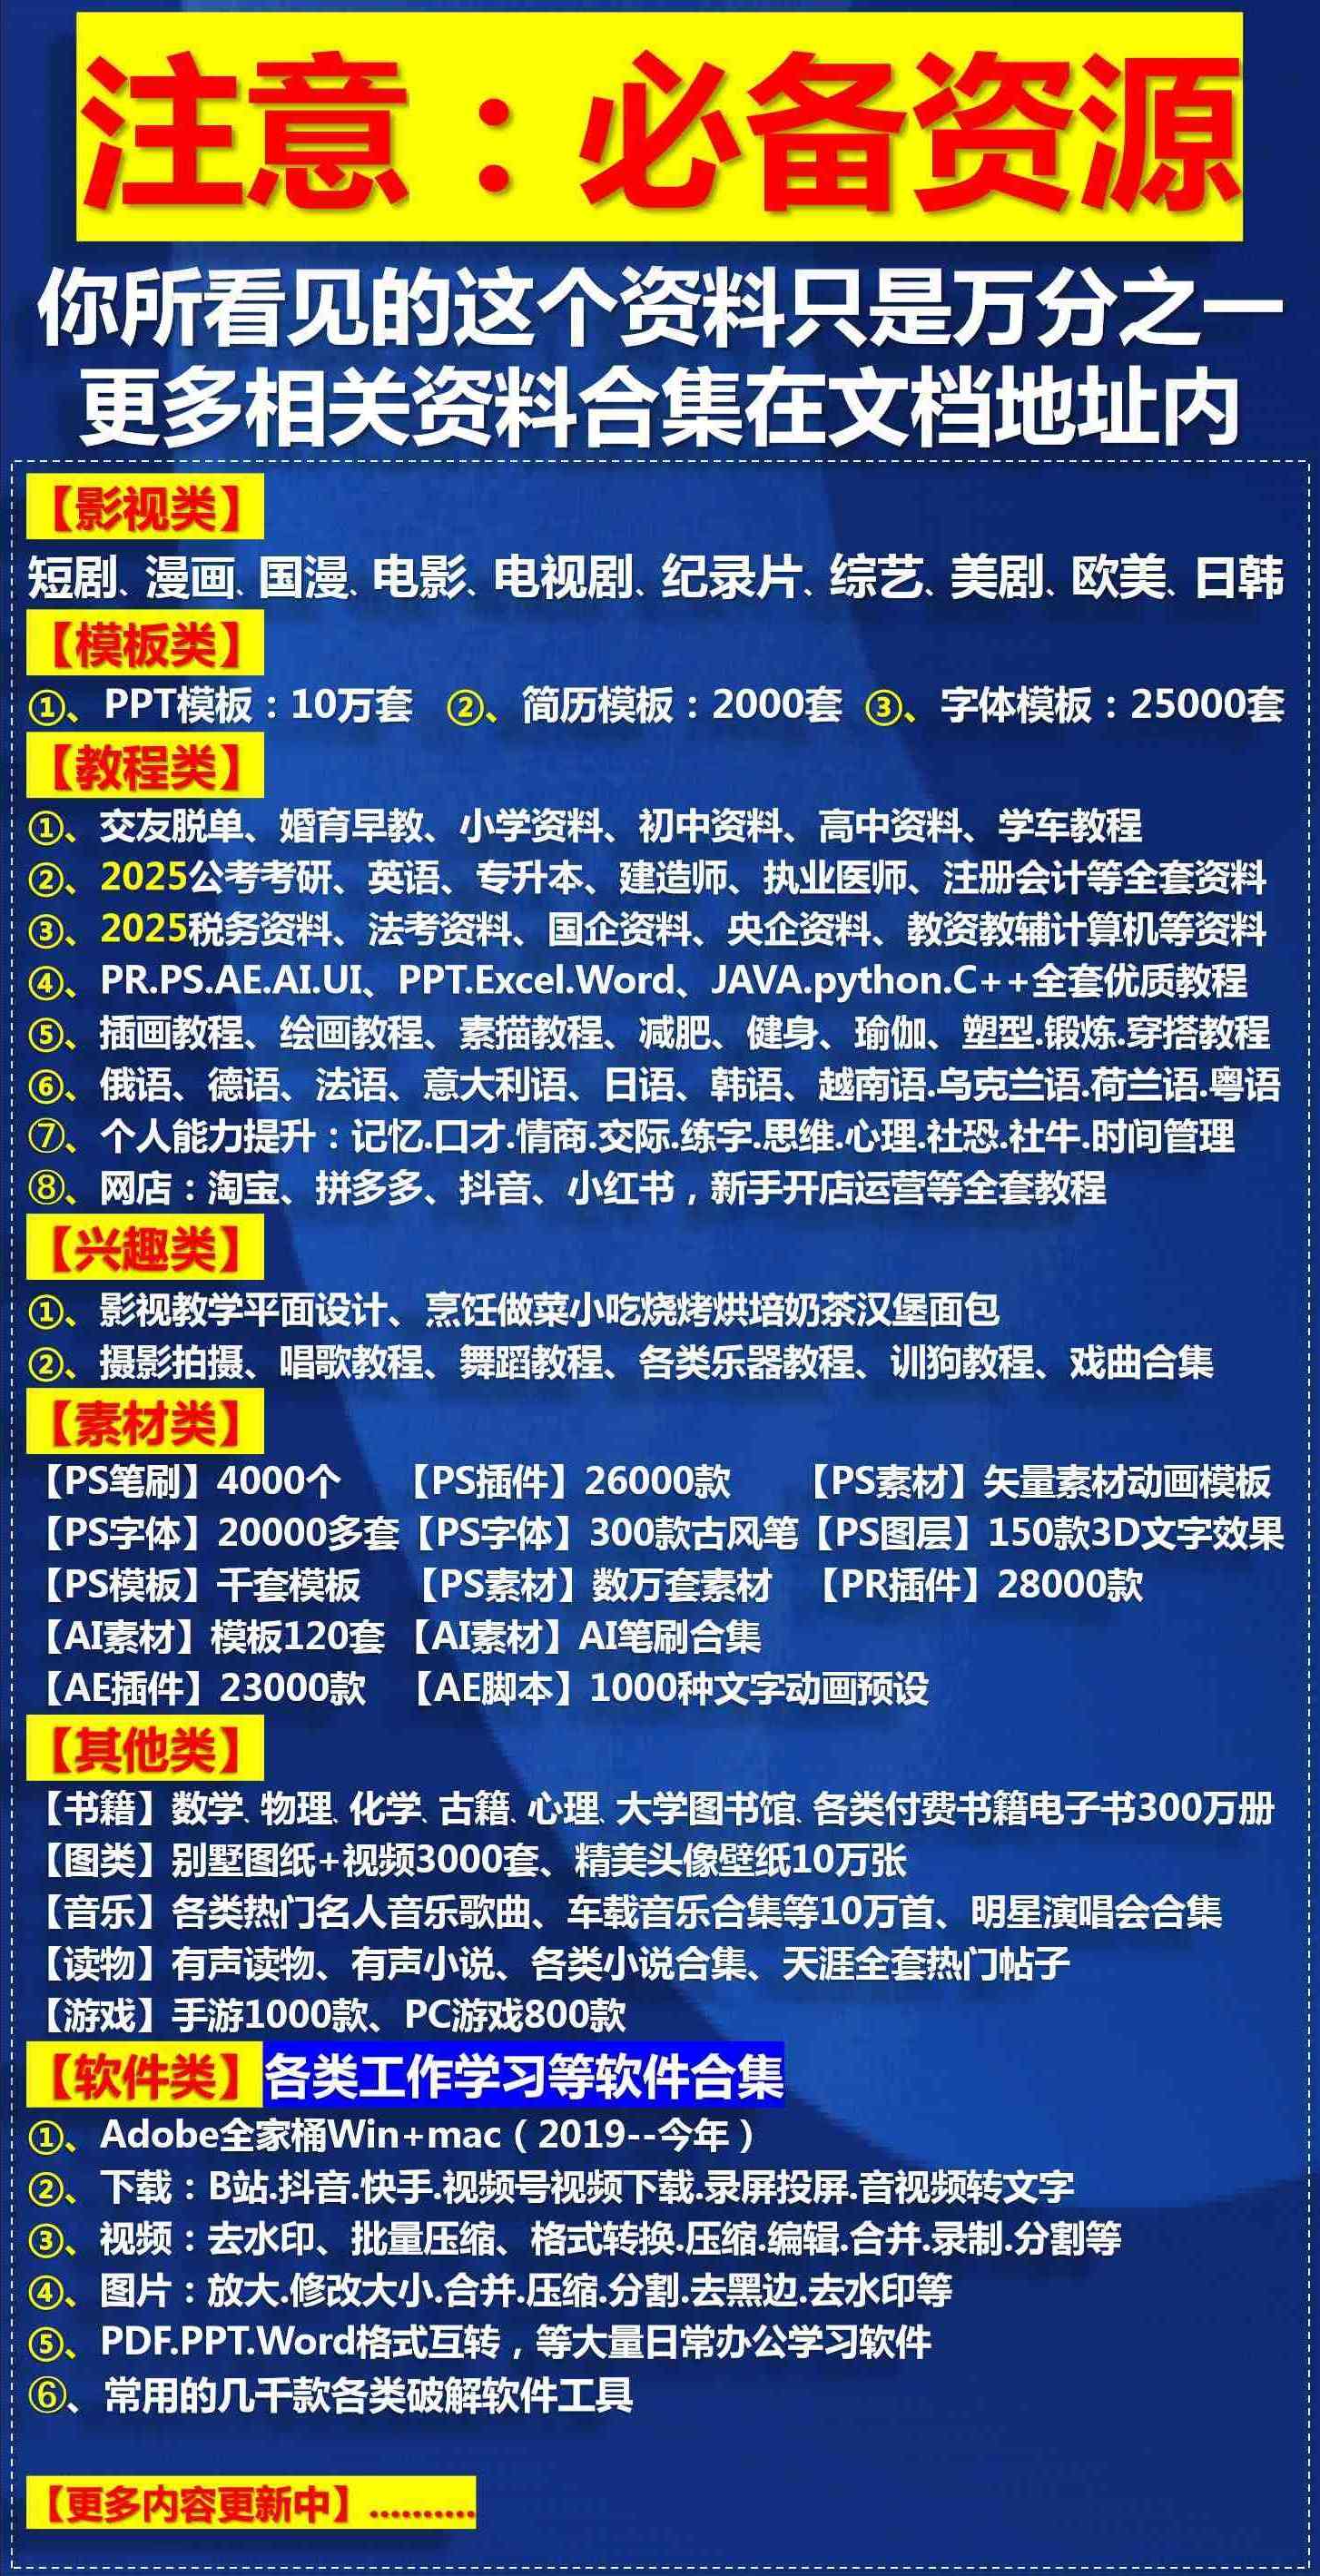 注意：必备资源
你所看见的这个资料只是万分之一
更多相关资料合集在文档地址内
【影视类】
短剧、漫画、国漫、电影、电视剧、纪录片、综艺、美剧、欧美、日韩
【模板类】
①、PPT模板：10万套 ②、简历模板：2000套 ③、字体模板：25000套
【教程类】
①、交友脱单、婚育早教、小学资料、初中资料、高中资料、学车教程
②、2025公考考研、英语、专升本、建造师、执业医师、注册会计等全套资料
③、2025税务资料、法考资料、国企资料、央企资料、教资教辅计算机等资料
④、PR.PS.AE.AI.UI、PPT.Excel.Word、JAVA.python.C++全套优质教程
⑤、插画教程、绘画教程、素描教程、减肥、健身、瑜伽、塑型.锻炼.穿搭教程
⑥、俄语、德语、法语、意大利语、日语、韩语、越南语.乌克兰语.荷兰语.粤语
⑦、个人能力提升：记忆.口才.情商.交际.练字.思维.心理.社恐.社牛.时间管理
⑧、网店：淘宝、拼多多、抖音、小红书，新手开店运营等全套教程
【兴趣类】
①、影视教学平面设计、烹饪做菜小吃烧烤烘培奶茶汉堡面包
②、摄影拍摄、唱歌教程、舞蹈教程、各类乐器教程、训狗教程、戏曲合集
【素材类】
【PS笔刷】4000个 【PS插件】26000款 【PS素材】矢量素材动画模板
【PS字体】20000多套【PS字体】300款古风笔【PS图层】150款3D文字效果
【PS模板】千套模板 【PS素材】数万套素材 【PR插件】28000款
【AI素材】模板120套 【AI素材】AI笔刷合集
【AE插件】23000款 【AE脚本】1000种文字动画预设
【其他类】
【书籍】数学、物理、化学、古籍、心理、大学图书馆、各类付费书籍电子书300万册
【图类】别墅图纸+视频3000套、精美头像壁纸10万张
【音乐】各类热门名人音乐歌曲、车载音乐合集等10万首、明星演唱会合集
【读物】有声读物、有声小说、各类小说合集、天涯全套热门帖子
【游戏】手游1000款、PC游戏800款
【软件类】各类工作学习等软件合集
①、Adobe全家桶Win+mac（2019--今年）
②、下载：B站.抖音.快手.视频号视频下载.录屏投屏.音视频转文字
③、视频：去水印、批量压缩、格式转换.压缩.编辑.合并.录制.分割等
④、图片：放大.修改大小.合并.压缩.分割.去黑边.去水印等
⑤、PDF.PPT.Word格式互转，等大量日常办公学习软件
⑥、常用的几千款各类破解软件工具
【更多内容更新中】..........